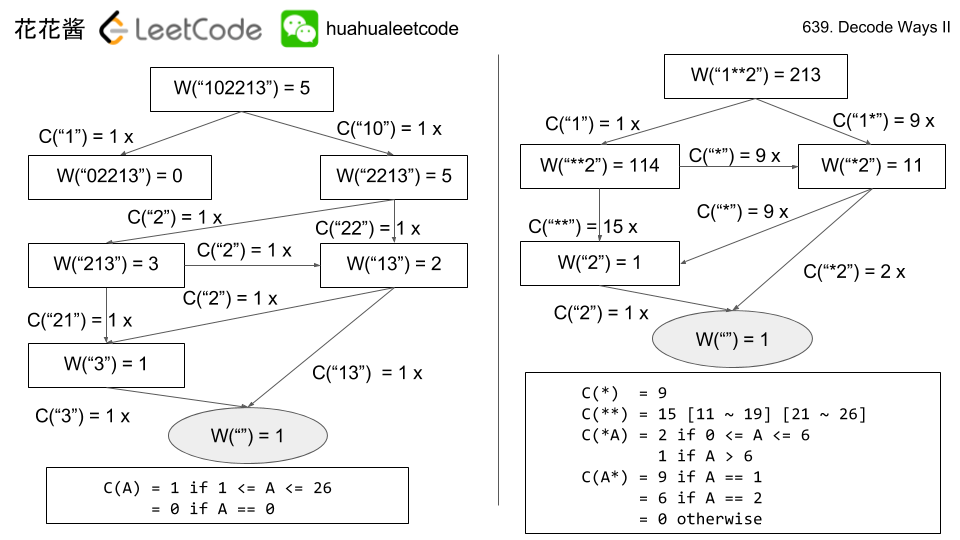 花花酱 LeetCode huahualeetcode
639. Decode Ways II
W(“102213”) = 5
C(“1”) = 1 x
C(“10”) = 1 x
W(“02213”) = 0
W(“2213”) = 5
C(“2”) = 1 x
C(“22”) = 1 x
W(“213”) = 3
C(“2”) = 1 x
W(“13”) = 2
C(“2”) = 1 x
C(“21”) = 1 x
W(“3”) = 1
C(“13”) = 1 x
C(“3”) = 1 x
W(“”) = 1
C(A) = 1 if 1 <= A <= 26
= 0 if A == 0
W(“1**2”) = 213
C(“1”) = 1 x
C(“1*”) = 9 x
W(“**2”) = 114
C(“*”) = 9 x
W(“*2”) = 11
C(“*”) = 9 x
C(“**”) = 15 x
W(“2”) = 1
C(“*2”) = 2 x
C(“2”) = 1 x
W(“”) = 1
C(*) = 9
C(**) = 15 [11 ~ 19] [21 ~ 26]
C(*A) = 2 if 0 <= A <= 6
1 if A > 6
C(A*) = 9 if A == 1
= 6 if A == 2
= 0 otherwise